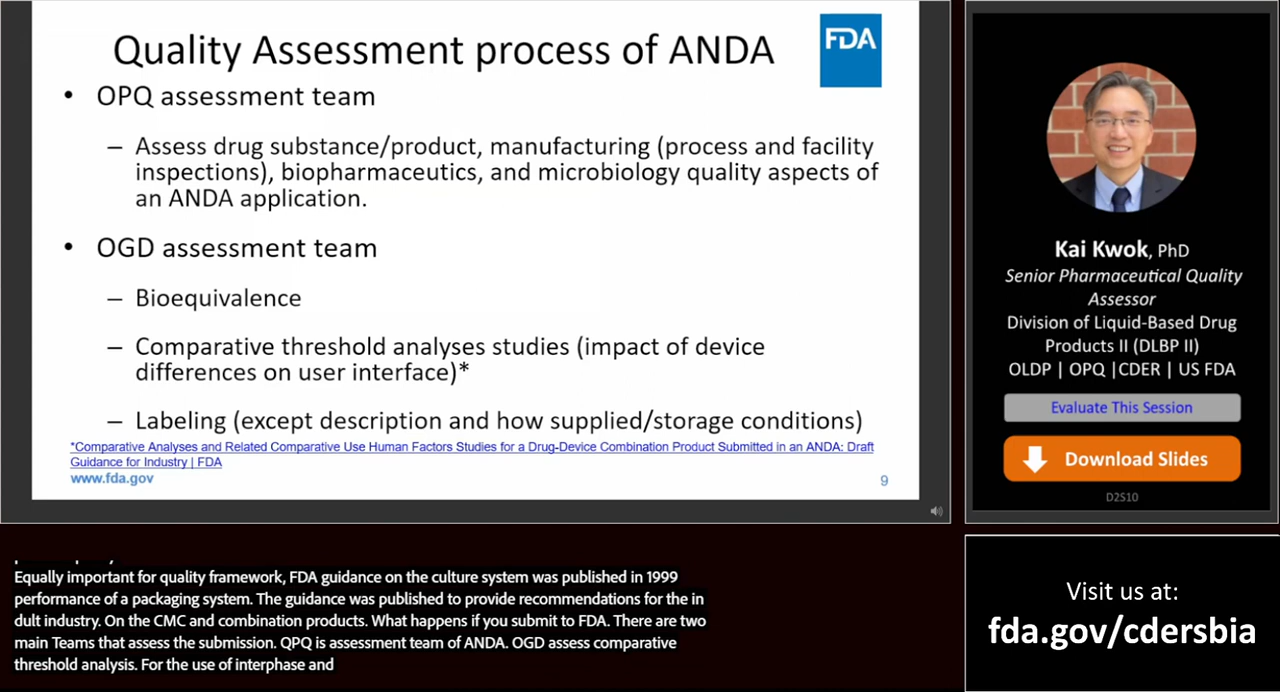 Quality Assessment process of ANDA
FDA
• OPQ assessment team
– Assess drug substance/product, manufacturing (process and facility
inspections), biopharmaceutics, and microbiology quality aspects of
an ANDA application.
• OGD assessment team
– Bioequivalence
– Comparative threshold analyses studies (impact of device
differences on user interface)*
– Labeling (except description and how supplied/storage conditions)
*Comparative Analyses and Related Comparative Use Human Factors Studies for a Drug-Device Combination Product Submitted in an ANDA: Draft
Guidance for Industry | FDA
www.fda.gov
9
Kai Kwok, PhD
Senior Pharmaceutical Quality
Assessor
Division of Liquid-Based Drug
Products II (DLBP II)
OLDP | OPQ |CDER | US FDA
Evaluate This Session
Download Slides
D2S10
Equally important for quality framework, FDA guidance on the culture system was published in 1999
performance of a packaging system. The guidance was published to provide recommendations for the in
dult industry. On the CMC and combination products. What happens if you submit to FDA. There are two
main Teams that assess the submission. QPQ is assessment team of ANDA. OGD assess comparative
threshold analysis. For the use of interphase and
Visit us at:
fda.gov/cdersbia